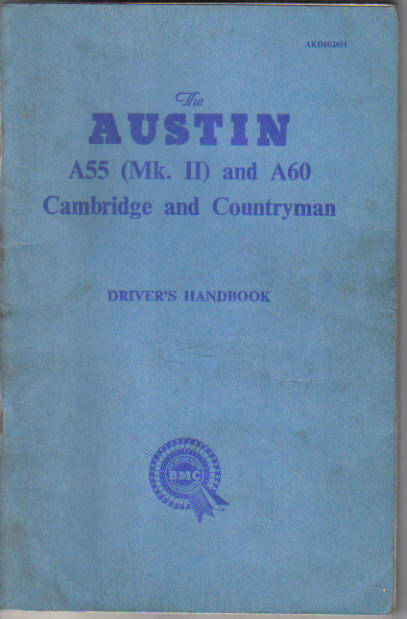 AKD1026H
The
AUSTIN
A55 (Mk. II) and A60
Cambridge and Countryman
DRIVER'S HANDBOOK
BMC